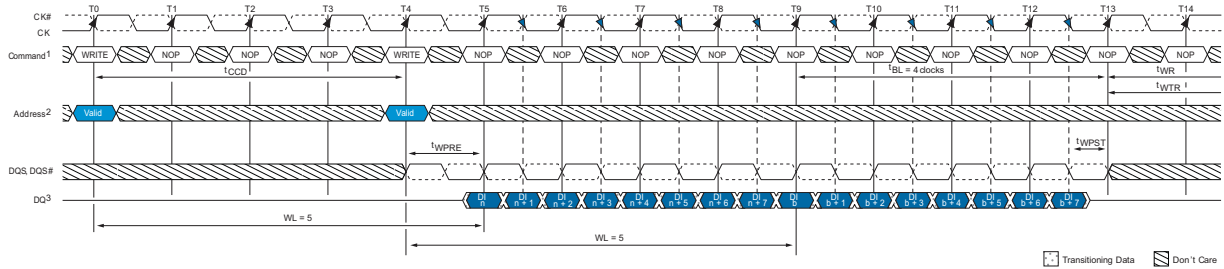 T0 T1 T2 T3 T4 T5 T6 T7 T8 T9 T10 T11 T12 T13 T14
CK#
CK
Command1 WRITE NOP NOP NOP WRITE NOP NOP NOP NOP NOP NOP NOP NOP NOP NOP
tCCD tBL = 4 clocks tWR
tWTR
Address2 Valid Valid
tWPRE tWPST
DQS, DQS#
DQ3 DI n DI n + 1 DI n + 2 DI n + 3 DI n + 4 DI n + 5 DI n + 6 DI n + 7 DI b DI b + 1 DI b + 2 DI b + 3 DI b + 4 DI b + 5 DI b + 6 DI b + 7
WL = 5
WL = 5
Transitioning Data Don't Care